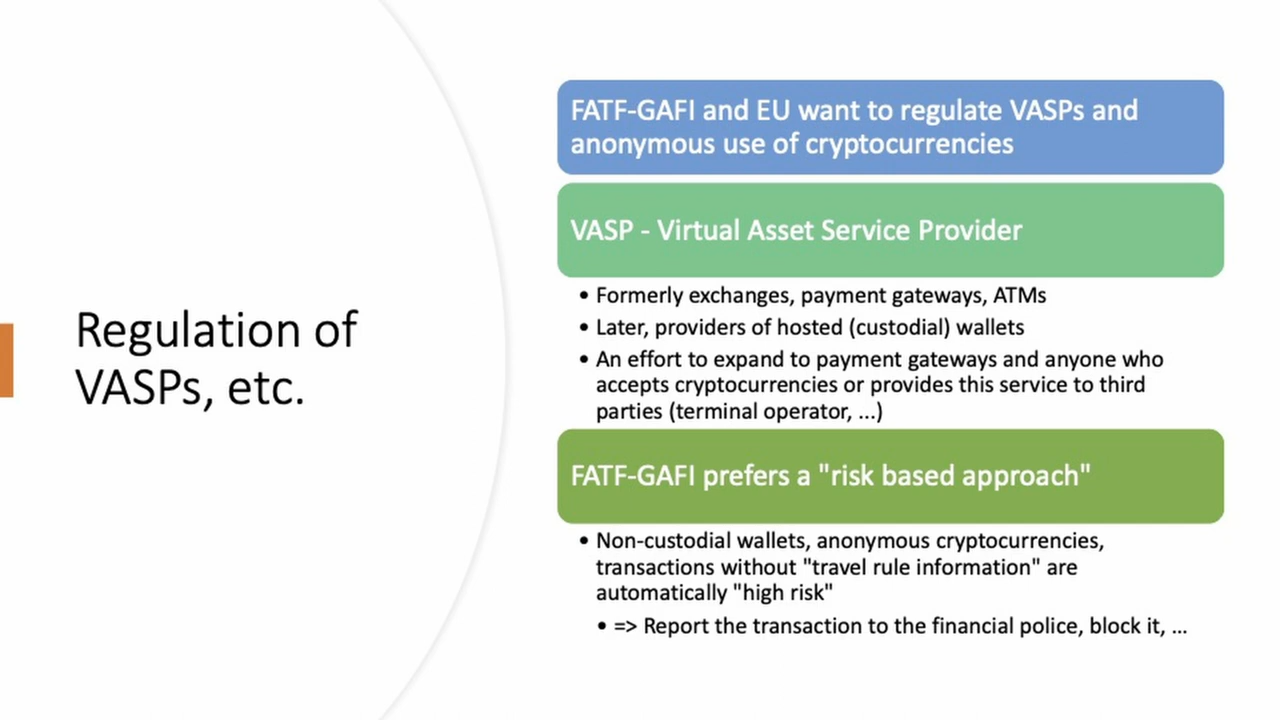 Regulation of
VASPs, etc.
FATF-GAFI and EU want to regulate VASPs and
anonymous use of cryptocurrencies
VASP - Virtual Asset Service Provider
• Formerly exchanges, payment gateways, ATMs
• Later, providers of hosted (custodial) wallets
• An effort to expand to payment gateways and anyone who
accepts cryptocurrencies or provides this service to third
parties (terminal operator, ...)
FATF-GAFI prefers a "risk based approach"
• Non-custodial wallets, anonymous cryptocurrencies,
transactions without "travel rule information" are
automatically "high risk"
• => Report the transaction to the financial police, block it, ...